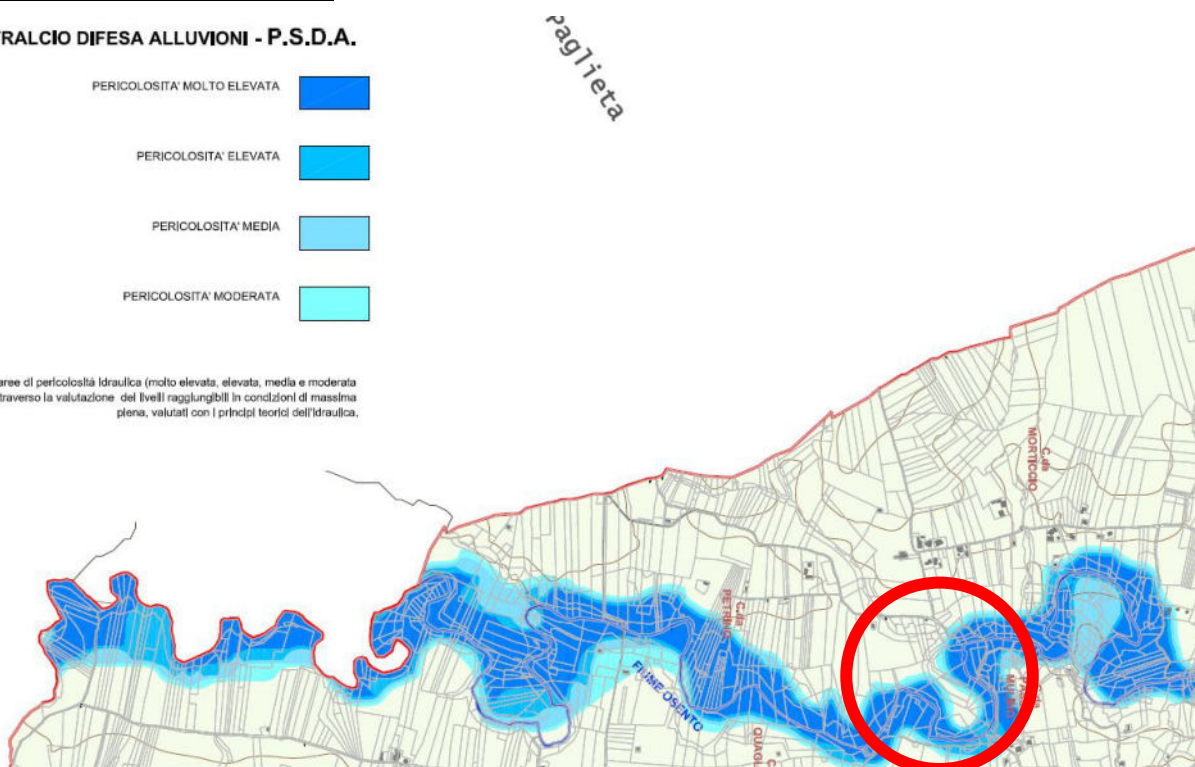 TRALCIO DIFESA ALLUVIONI - P.S.D.A.
PERICOLOSITA' MOLTO ELEVATA
PERICOLOSITA' ELEVATA
PERICOLOSITA' MEDIA
PERICOLOSITA' MODERATA
aree di pericolosità idraulica (molto elevata, elevata, media e moderata
traverso la valutazione dei livelli raggiungibili in condizioni di massima
piena, valutati con i principi teorici dell'idraulica,
Paglieta
C.da
MORTICCIO
C.da
FIUME OSENTO